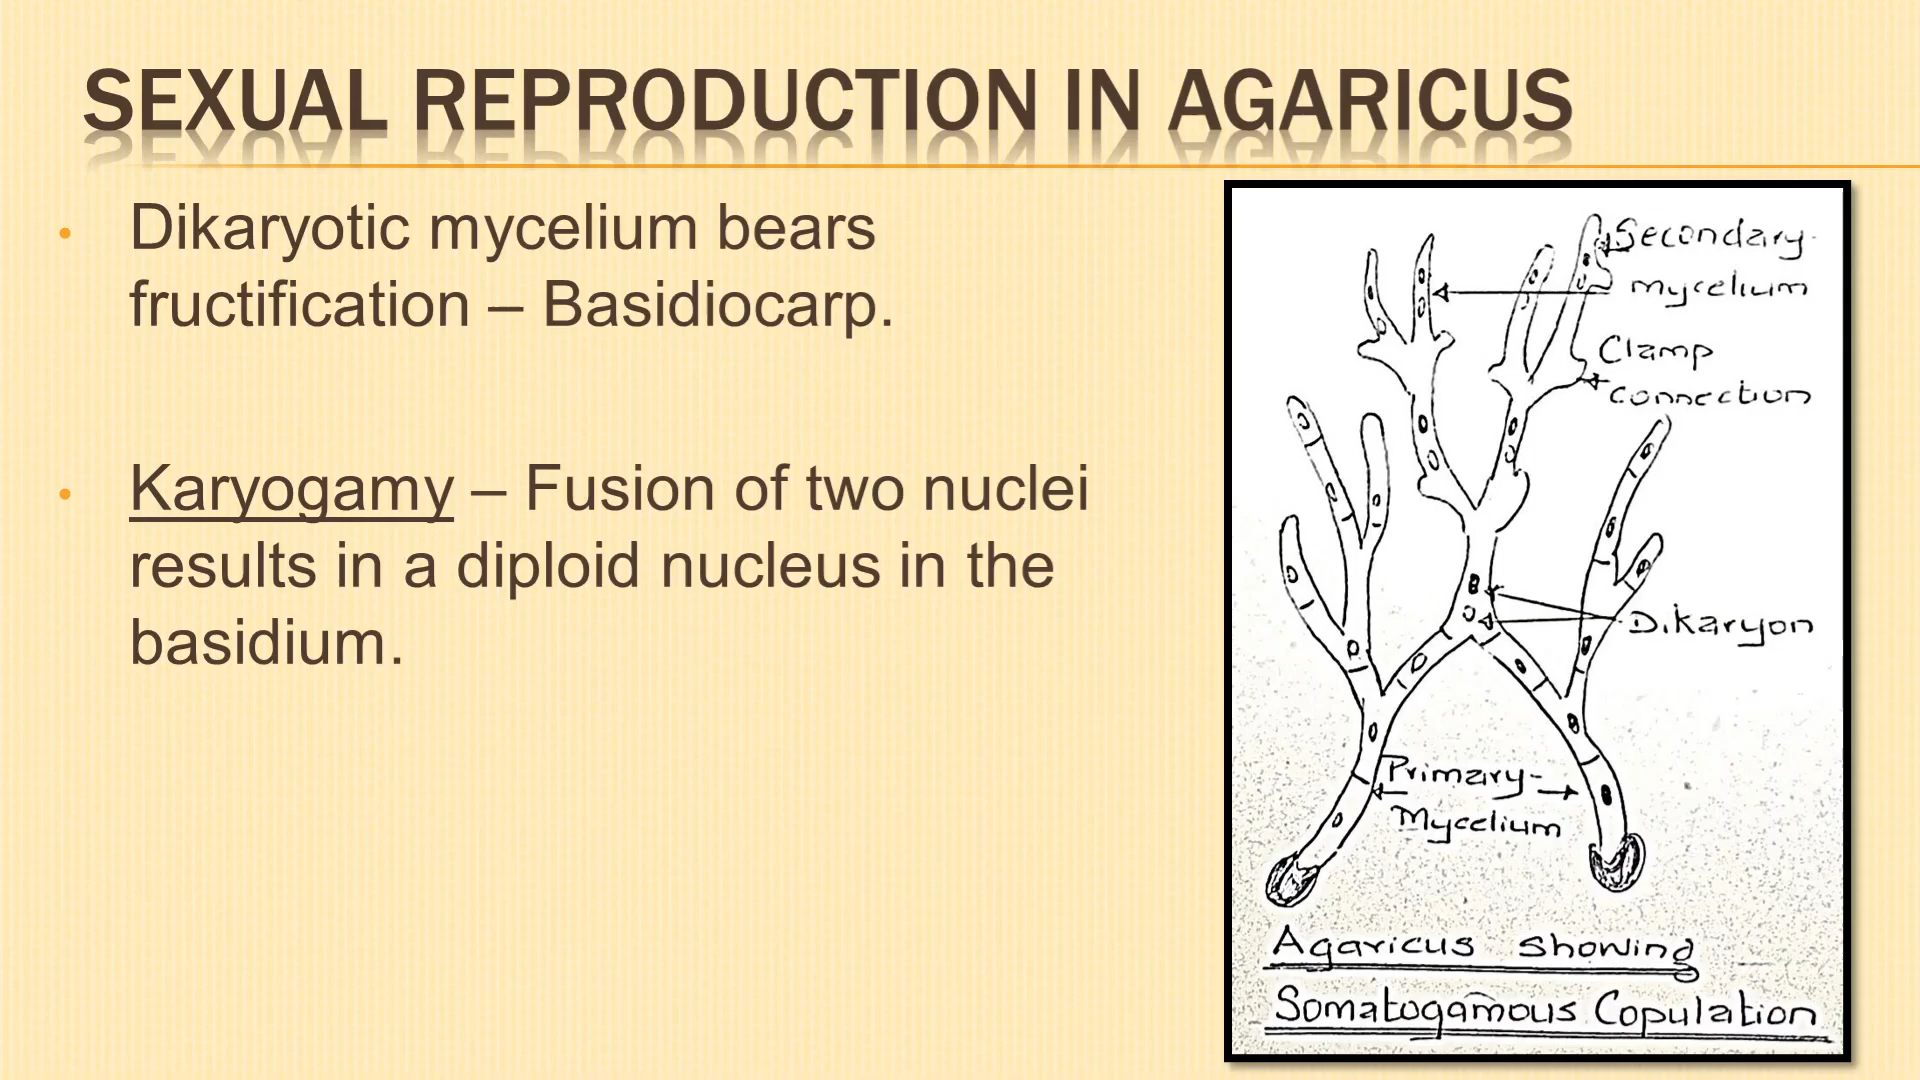 SEXUAL REPRODUCTION IN AGARICUS
Dikaryotic mycelium bears
fructification – Basidiocarp.
Karyogamy – Fusion of two nuclei
results in a diploid nucleus in the
basidium.
Secondary-
mycelium
Clamp
connection
Dikaryon
Primary-
Mycelium
Agaricus showing
Somatogamous Copulation